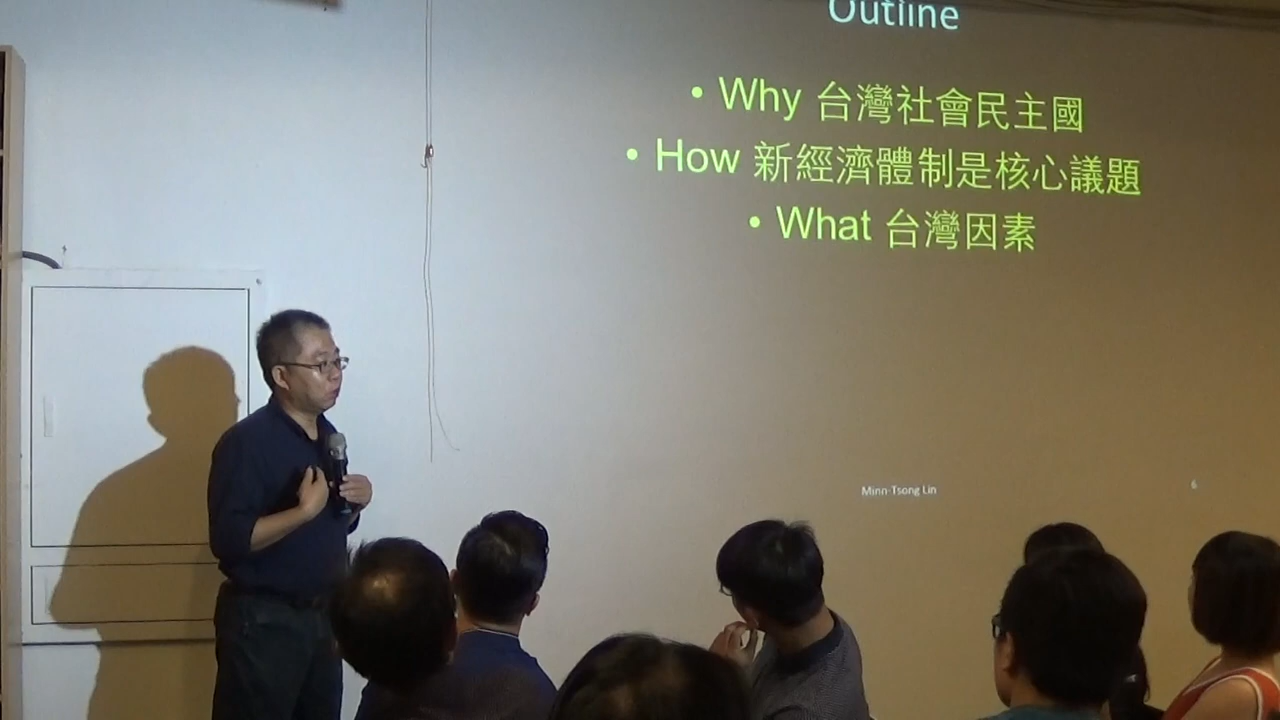 Outline
• Why 台灣社會民主國
• How 新經濟體制是核心議題
• What 台灣因素
Minn-Tsong Lin
6